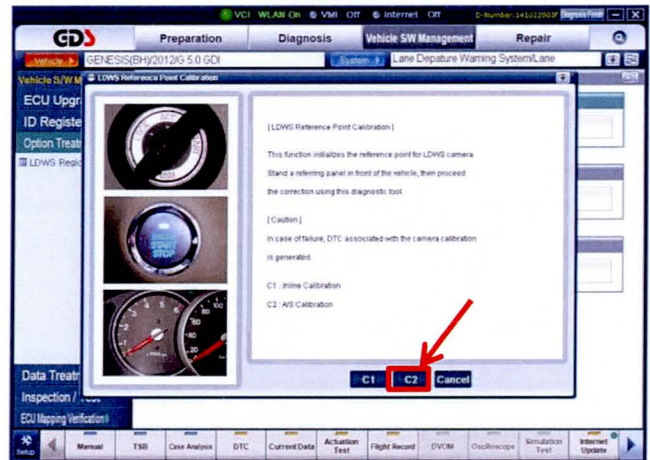 VCI WLAN On VMI Off Internet Off
GDS Preparation Diagnosis Vehicle S/W Management Repair
Vehicle GENESIS(BH)/2012/G 5.0 GDI System Lane Depature Warning System/Lane
Vehicle S/W M
LDWS Reference Point Calibration
ECU Upgr
ID Registe
Option Treatr
LDWS Regio
[ LDWS Reference Point Calibration ]
This function initializes the reference point for LDWS camera
Stand a referring panel in front of the vehicle, then proceed
the correction using this diagnostic tool.
[ Caution ]
In case of failure, DTC associated with the camera calibration
is generated.
C1 : Inline Calibration
C2 : A/S Calibration
ENGINE
START
STOP
C1 C2 Cancel
Data Treatr
Inspection /
ECU Mapping Verification
Setup Manual TSB Case Analysis DTC Current Data Actuation Test Flight Record DVOM Oscilloscope Simulation Test Internet Update